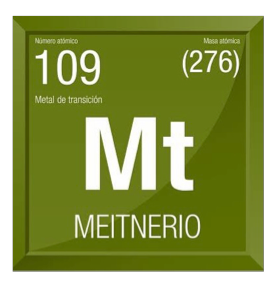 Número atómico
Masa atómica
109
(276)
Metal de transición
Mt
MEITNERIO